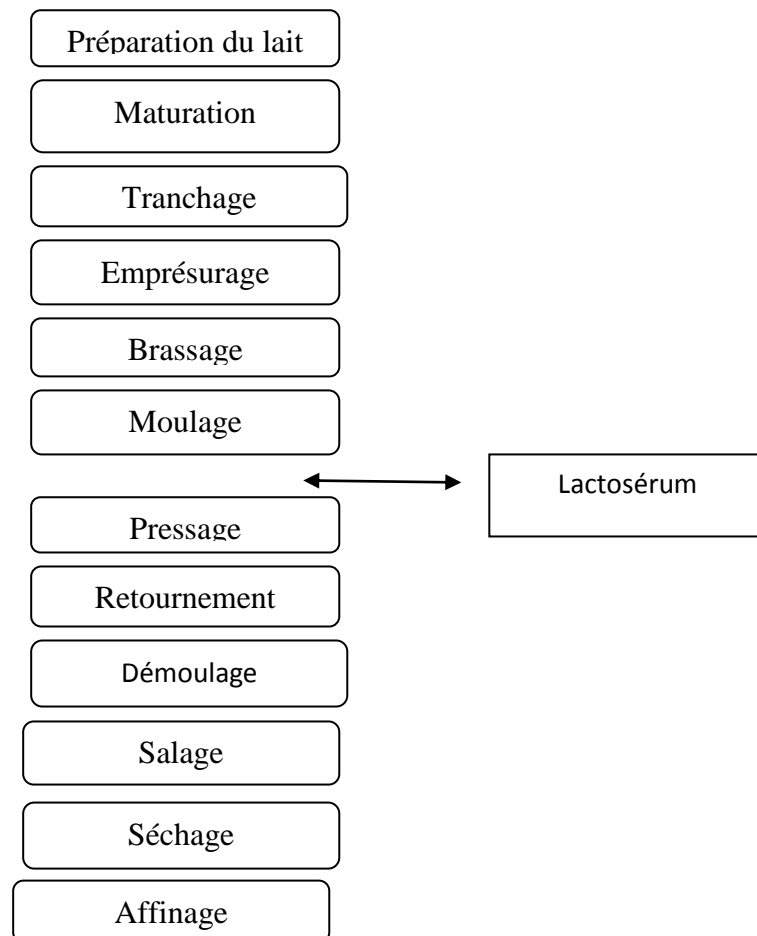 Préparation du lait
Maturation
Tranchage
Emprésurage
Brassage
Moulage
Lactosérum
Pressage
Retournement
Démoulage
Salage
Séchage
Affinage